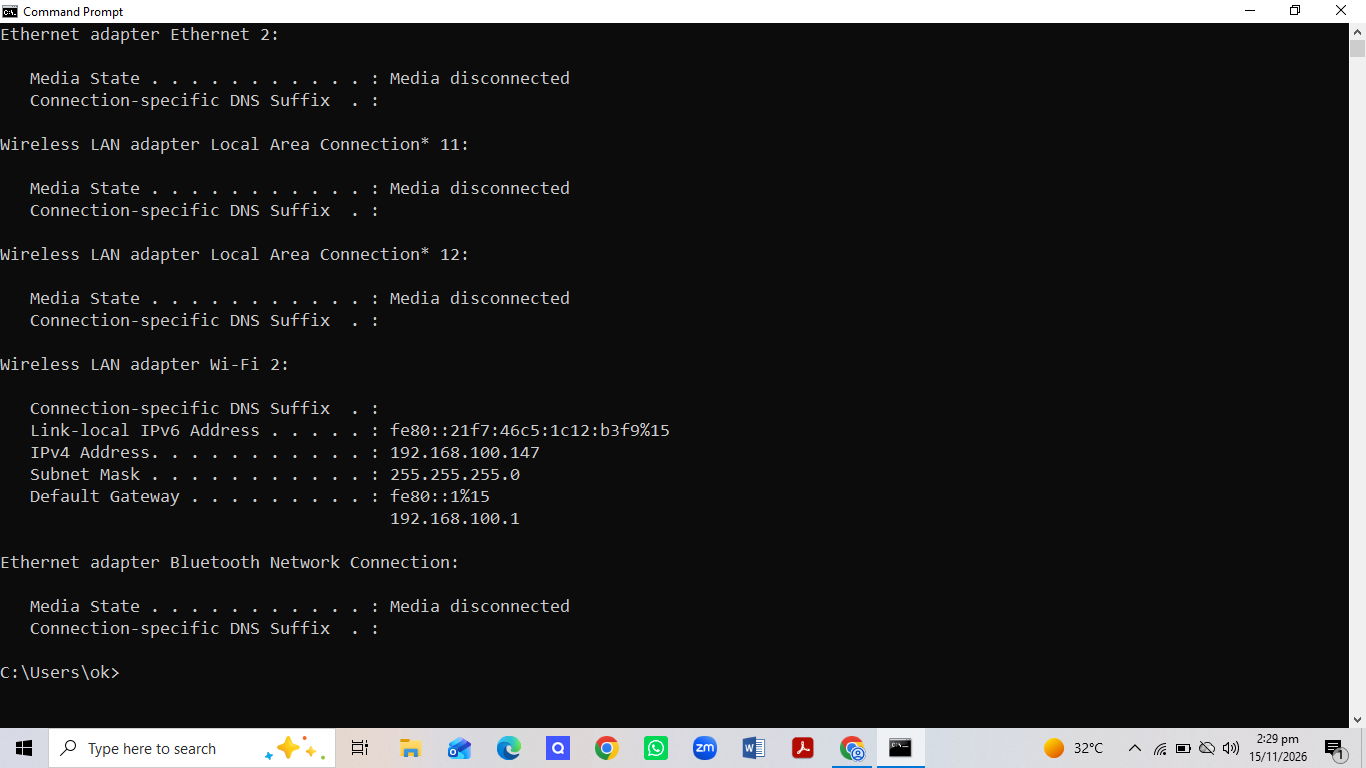 Command Prompt
Ethernet adapter Ethernet 2:
Media State . . . . . . . . . . . : Media disconnected
Connection-specific DNS Suffix  . :
Wireless LAN adapter Local Area Connection* 11:
Media State . . . . . . . . . . . : Media disconnected
Connection-specific DNS Suffix  . :
Wireless LAN adapter Local Area Connection* 12:
Media State . . . . . . . . . . . : Media disconnected
Connection-specific DNS Suffix  . :
Wireless LAN adapter Wi-Fi 2:
Connection-specific DNS Suffix  . :
Link-local IPv6 Address . . . . . : fe80::21f7:46c5:1c12:b3f9%15
IPv4 Address. . . . . . . . . . . : 192.168.100.147
Subnet Mask . . . . . . . . . . . : 255.255.255.0
Default Gateway . . . . . . . . . : fe80::1%15
192.168.100.1
Ethernet adapter Bluetooth Network Connection:
Media State . . . . . . . . . . . : Media disconnected
Connection-specific DNS Suffix  . :
C:\Users\ok>
Type here to search
zm
32°C
2:29 pm
15/11/2026
1